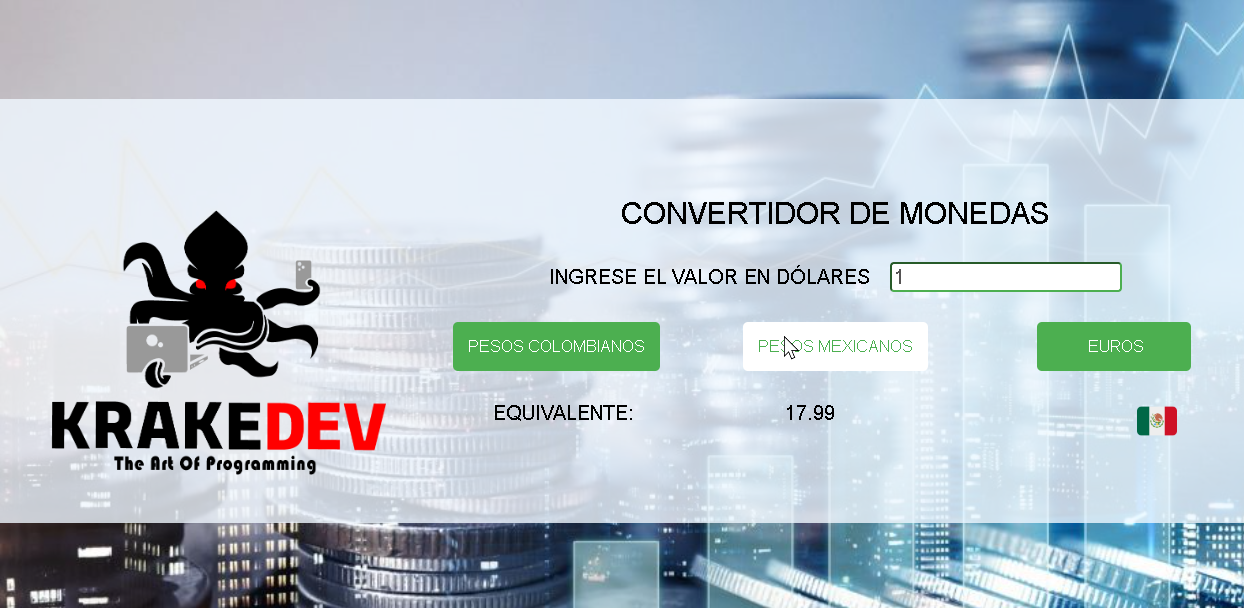 CONVERTIDOR DE MONEDAS
INGRESE EL VALOR EN DÓLARES 1
PESOS COLOMBIANOS PESOS MEXICANOS EUROS
EQUIVALENTE: 17.99
KRAKEDEV
The Art Of Programming